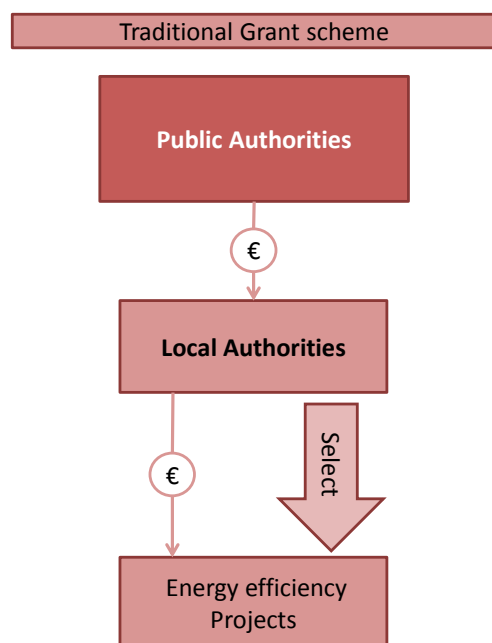 Traditional Grant scheme
Public Authorities
€
Local Authorities
€
Select
Energy efficiency
Projects